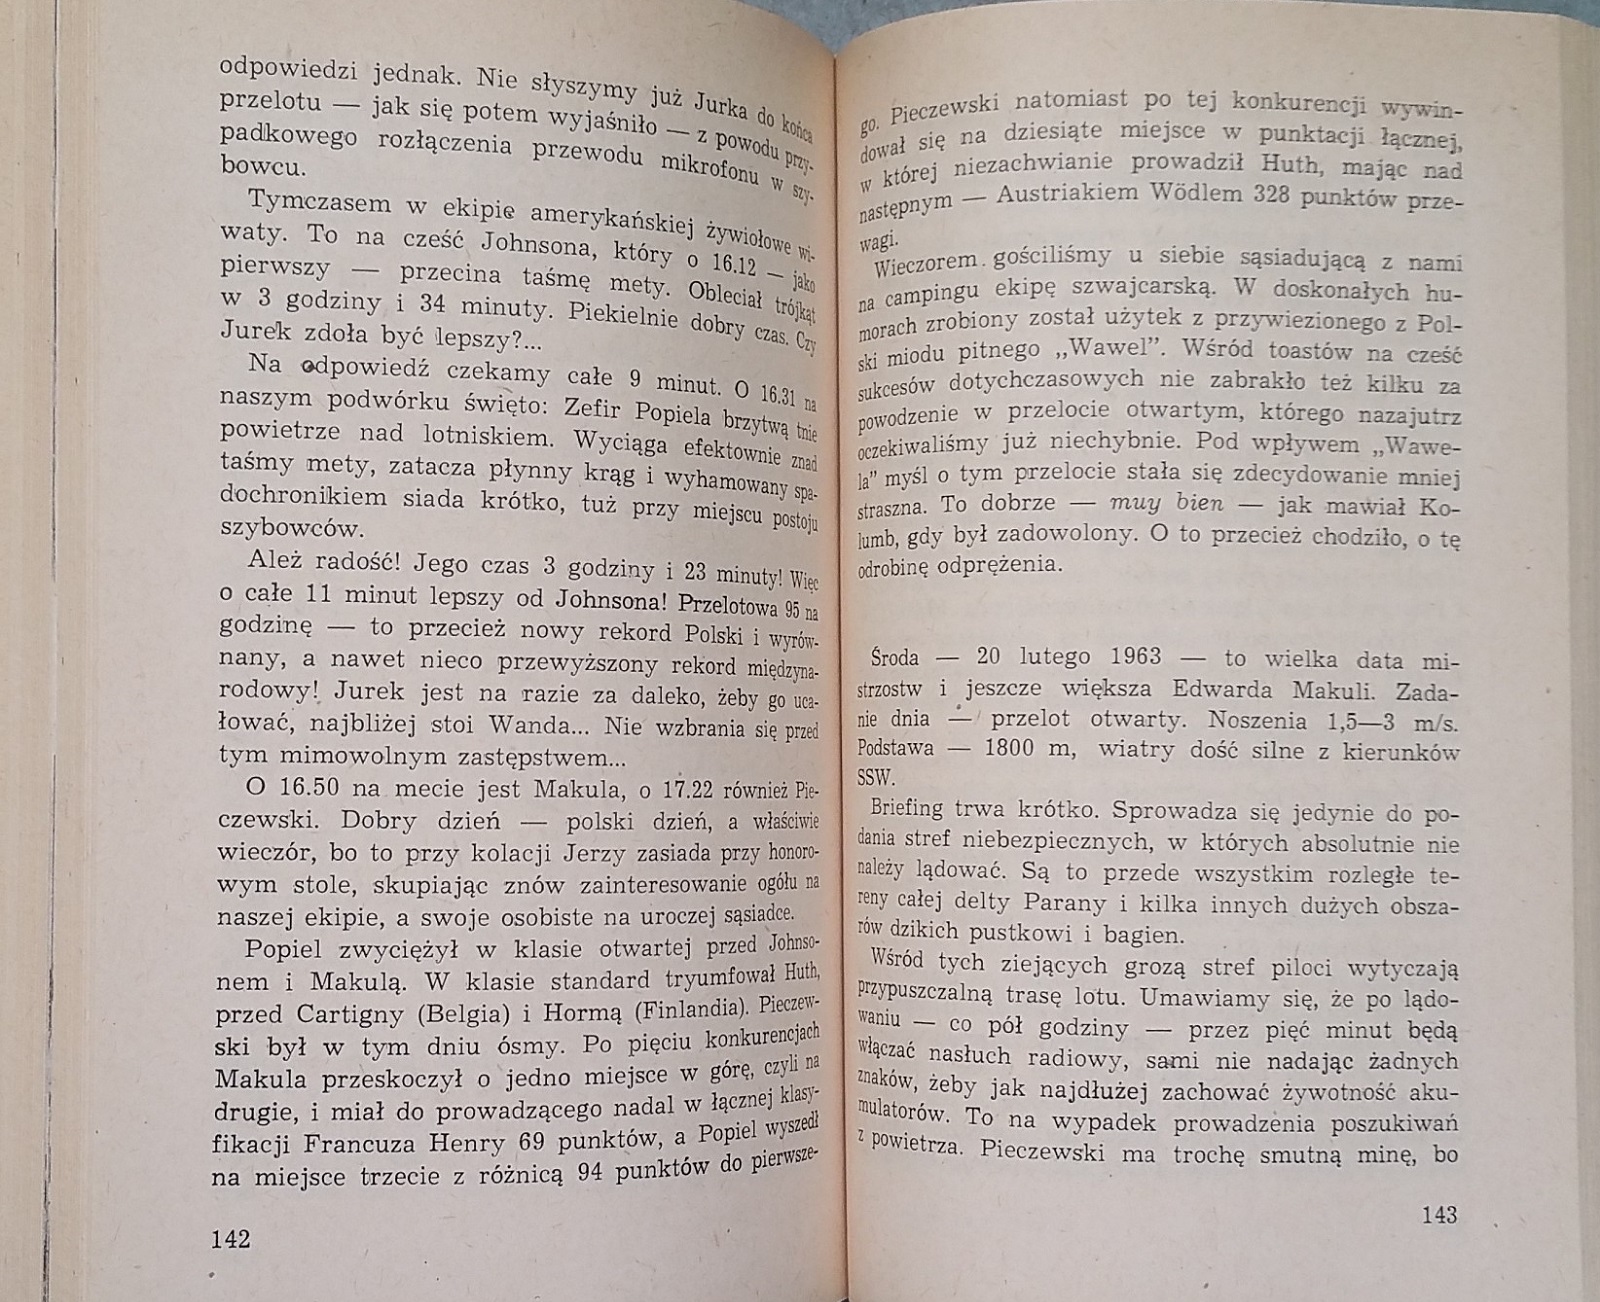 odpowiedzi jednak. Nie słyszymy już Jurka do końca
przelotu — jak się potem wyjaśniło — z powodu przy-
padkowego rozłączenia przewodu mikrofonu w szy-
bowcu.
Tymczasem w ekipie amerykańskiej żywiołowe wi-
waty. To na cześć Johnsona, który o 16.12 — jako
pierwszy — przecina taśmę mety. Obleciał trójkąt
w 3 godziny i 34 minuty. Piekielnie dobry czas. Czy
Jurek zdoła być lepszy?...
Na odpowiedź czekamy całe 9 minut. O 16.31 na
naszym podwórku święto: Zefir Popiela brzytwą tnie
powietrze nad lotniskiem. Wyciąga efektownie znad
taśmy mety, zatacza płynny krąg i wyhamowany spa-
dochronikiem siada krótko, tuż przy miejscu postoju
szybowców.
Ależ radość! Jego czas 3 godziny i 23 minuty! Więc
o całe 11 minut lepszy od Johnsona! Przelotowa 95 na
godzinę — to przecież nowy rekord Polski i wyrów-
nany, a nawet nieco przewyższony rekord międzyna-
rodowy! Jurek jest na razie za daleko, żeby go uca-
łować, najbliżej stoi Wanda... Nie wzbrania się przed
tym mimowolnym zastępstwem...
O 16.50 na mecie jest Makula, o 17.22 również Pie-
czewski. Dobry dzień — polski dzień, a właściwie
wieczór, bo to przy kolacji Jerzy zasiada przy honoro-
wym stole, skupiając znów zainteresowanie ogółu na
naszej ekipie, a swoje osobiste na uroczej sąsiadce.
Popiel zwyciężył w klasie otwartej przed Johnso-
nem i Makulą. W klasie standard tryumfował Huth,
przed Cartigny (Belgia) i Hormą (Finlandia). Pieczew-
ski był w tym dniu ósmy. Po pięciu konkurencjach
Makula przeskoczył o jedno miejsce w górę, czyli na
drugie, i miał do prowadzącego nadal w łącznej klasy-
fikacji Francuza Henry 69 punktów, a Popiel wyszedł
na miejsce trzecie z różnicą 94 punktów do pierwsze-
142
go. Pieczewski natomiast po tej konkurencji wywin-
dował się na dziesiąte miejsce w punktacji łącznej,
w której niezachwianie prowadził Huth, mając nad
następnym — Austriakiem Wödlem 328 punktów prze-
wagi.
Wieczorem gościliśmy u siebie sąsiadującą z nami
na campingu ekipę szwajcarską. W doskonałych hu-
morach zrobiony został użytek z przywiezionego z Pol-
ski miodu pitnego „Wawel”. Wśród toastów na cześć
sukcesów dotychczasowych nie zabrakło też kilku za
powodzenie w przelocie otwartym, którego nazajutrz
oczekiwaliśmy już niechybnie. Pod wpływem „Wawe-
la” myśl o tym przelocie stała się zdecydowanie mniej
straszna. To dobrze — muy bien — jak mawiał Ko-
lumb, gdy był zadowolony. O to przecież chodziło, o tę
odrobinę odprężenia.
Środa — 20 lutego 1963 — to wielka data mi-
strzostw i jeszcze większa Edwarda Makuli. Zada-
nie dnia — przelot otwarty. Noszenia 1,5—3 m/s.
Podstawa — 1800 m, wiatry dość silne z kierunków
SSW.
Briefing trwa krótko. Sprowadza się jedynie do po-
dania stref niebezpiecznych, w których absolutnie nie
należy lądować. Są to przede wszystkim rozległe te-
reny całej delty Parany i kilka innych dużych obsza-
rów dzikich pustkowi i bagien.
Wśród tych ziejących grozą stref piloci wytyczają
przypuszczalną trasę lotu. Umawiamy się, że po lądo-
waniu — co pół godziny — przez pięć minut będą
włączać nasłuch radiowy, sami nie nadając żadnych
znaków, żeby jak najdłużej zachować żywotność aku-
mulatorów. To na wypadek prowadzenia poszukiwań
z powietrza. Pieczewski ma trochę smutną minę, bo
143